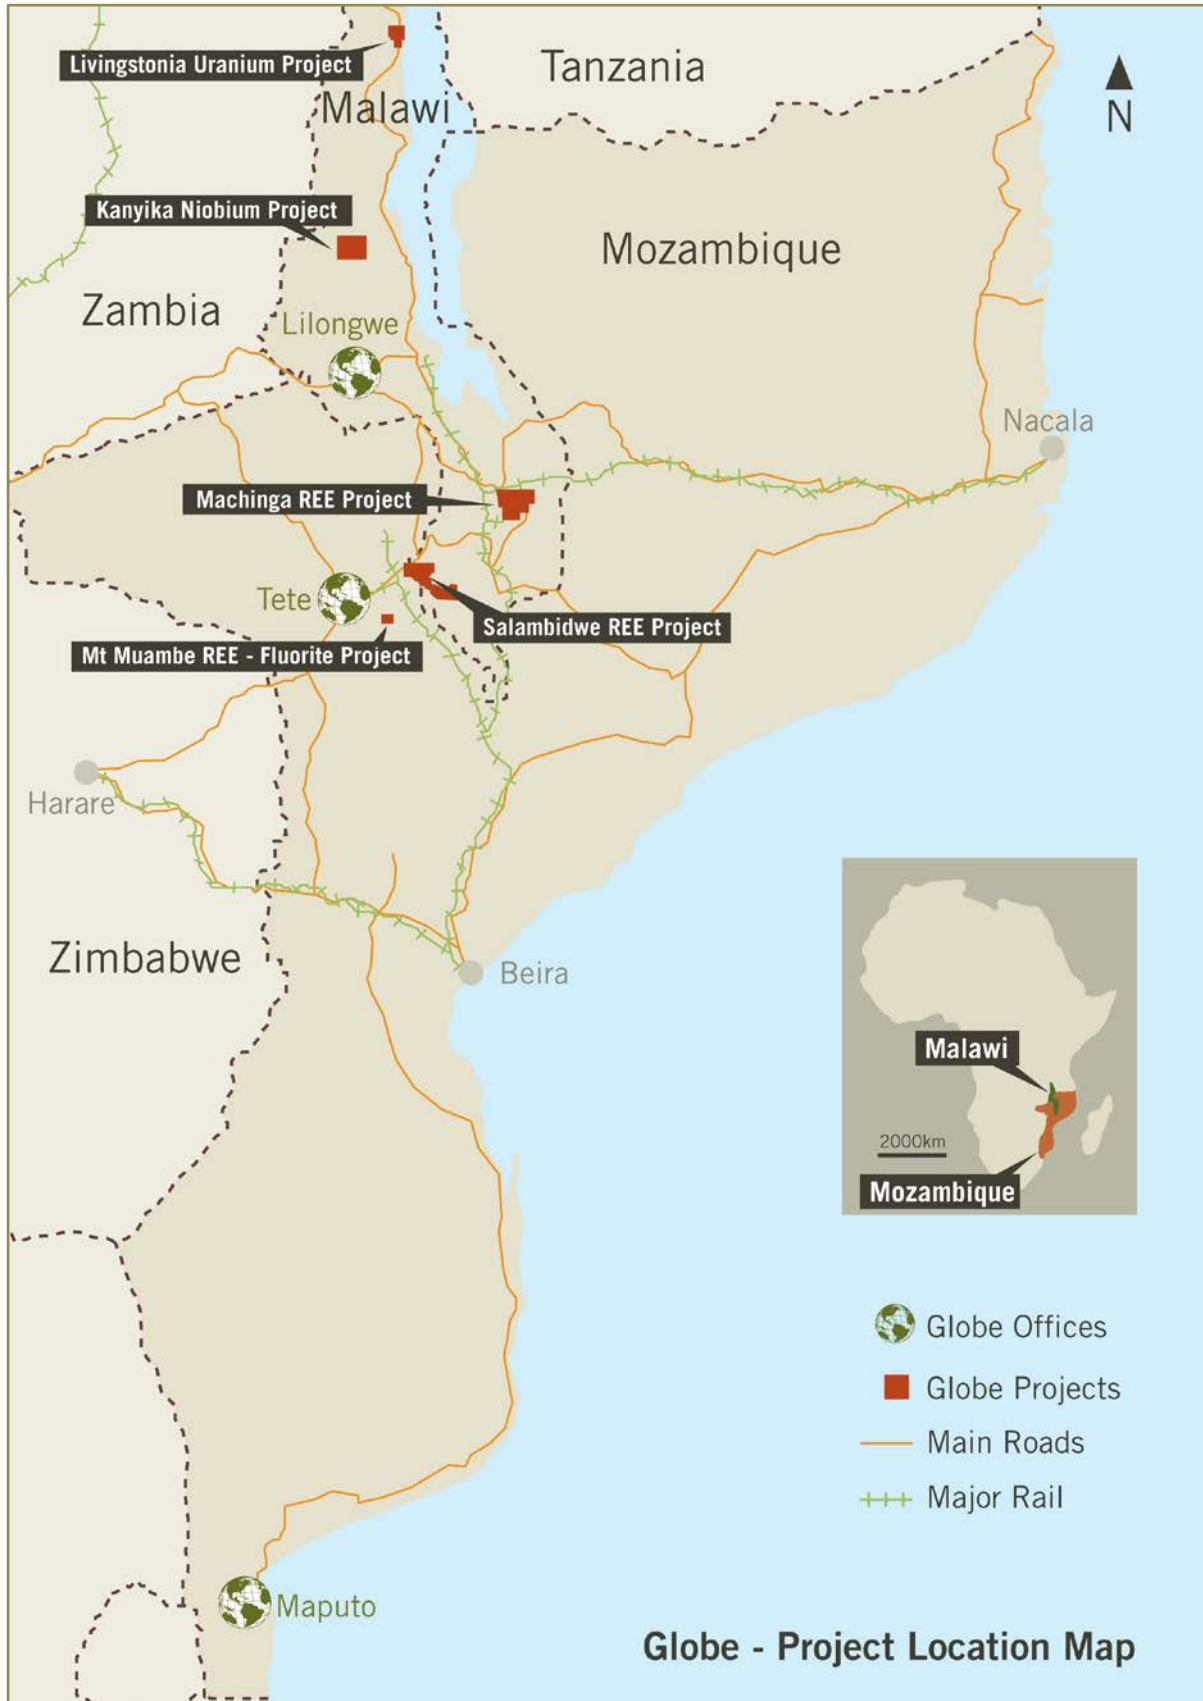 Livingstonia Uranium Project
Tanzania
Malawi
N
Kanyika Niobium Project
Mozambique
Zambia
Lilongwe
Nacala
Machinga REE Project
Tete
Salambidwe REE Project
Mt Muambe REE - Fluorite Project
Harare
Zimbabwe
Beira
Malawi
2000km
Mozambique
Globe Offices
Globe Projects
Main Roads
Major Rail
Maputo
Globe - Project Location Map